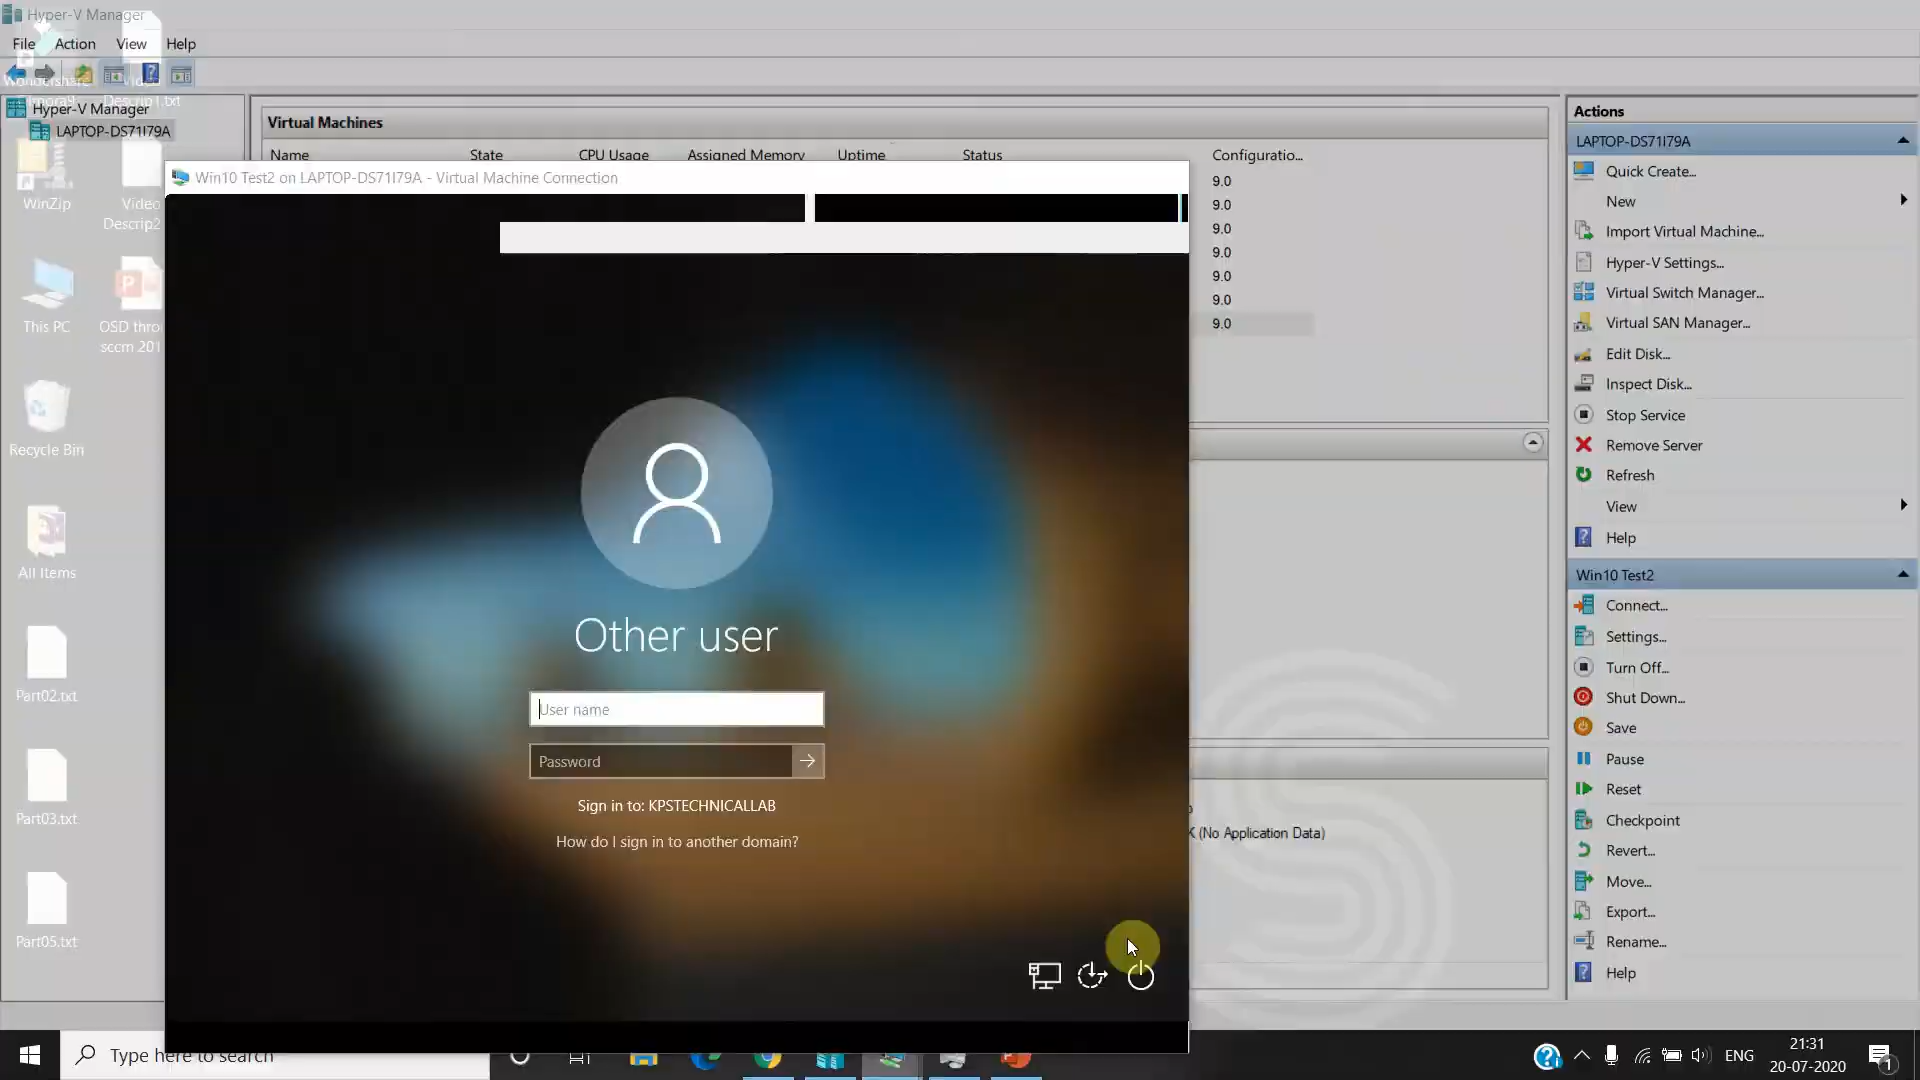 Hyper-V Manager
File Action View Help
Hyper-V Manager
LAPTOP-DS71I79A
Virtual Machines
Name State CPU Usage Assigned Memory Uptime Status Configuratio...
9.0
9.0
9.0
9.0
9.0
9.0
9.0
Win10 Test2 on LAPTOP-DS71I79A - Virtual Machine Connection
Other user
User name
Password
Sign in to: KPSTECHNICALLAB
How do I sign in to another domain?
(No Application Data)
Descrip1.txt
WinZip
Video
Descrip2
This PC
OSD thro
sccm 201
Recycle Bin
All Items
Part02.txt
Part03.txt
Part05.txt
Actions
LAPTOP-DS71I79A
Quick Create...
New
Import Virtual Machine...
Hyper-V Settings...
Virtual Switch Manager...
Virtual SAN Manager...
Edit Disk...
Inspect Disk...
Stop Service
Remove Server
Refresh
View
Help
Win10 Test2
Connect...
Settings...
Turn Off...
Shut Down...
Save
Pause
Reset
Checkpoint
Revert...
Move...
Export...
Rename...
Help
Type here to search
ENG
21:31
20-07-2020
1